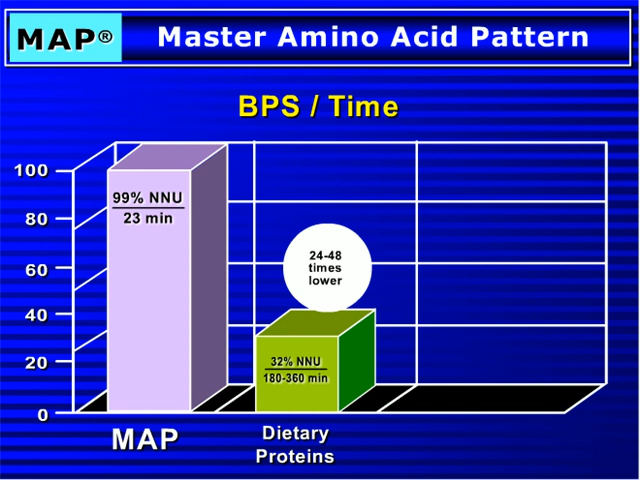 MAP® Master Amino Acid Pattern
BPS / Time
100
80
60
40
20
0
99% NNU
23 min
24-48
times
lower
32% NNU
180-360 min
MAP
Dietary
Proteins